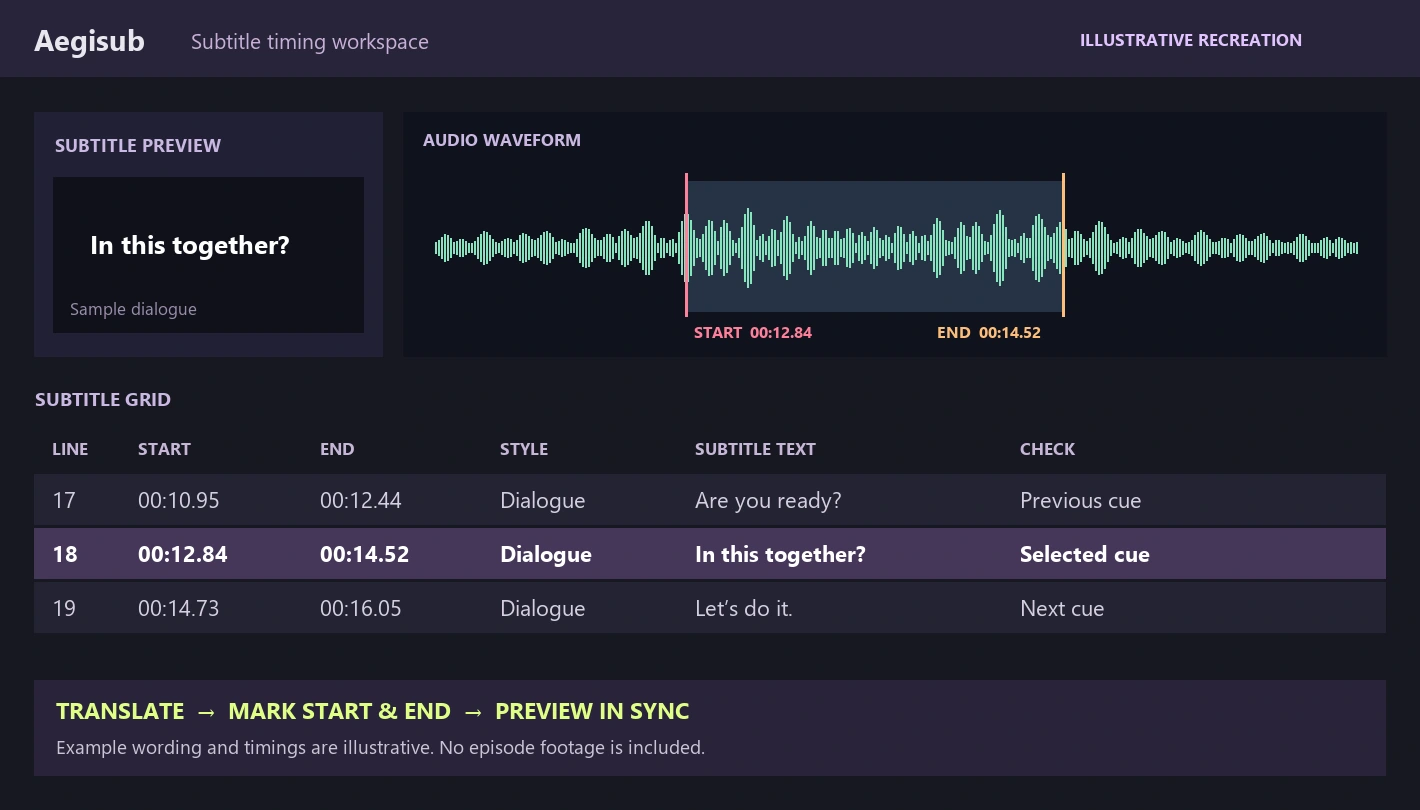 Aegisub Subtitle timing workspace ILLUSTRATIVE RECREATION
SUBTITLE PREVIEW
In this together?
Sample dialogue
AUDIO WAVEFORM
START 00:12.84 END 00:14.52
SUBTITLE GRID
LINE START END STYLE SUBTITLE TEXT CHECK
17 00:10.95 00:12.44 Dialogue Are you ready? Previous cue
18 00:12.84 00:14.52 Dialogue In this together? Selected cue
19 00:14.73 00:16.05 Dialogue Let’s do it. Next cue
TRANSLATE → MARK START & END → PREVIEW IN SYNC
Example wording and timings are illustrative. No episode footage is included.